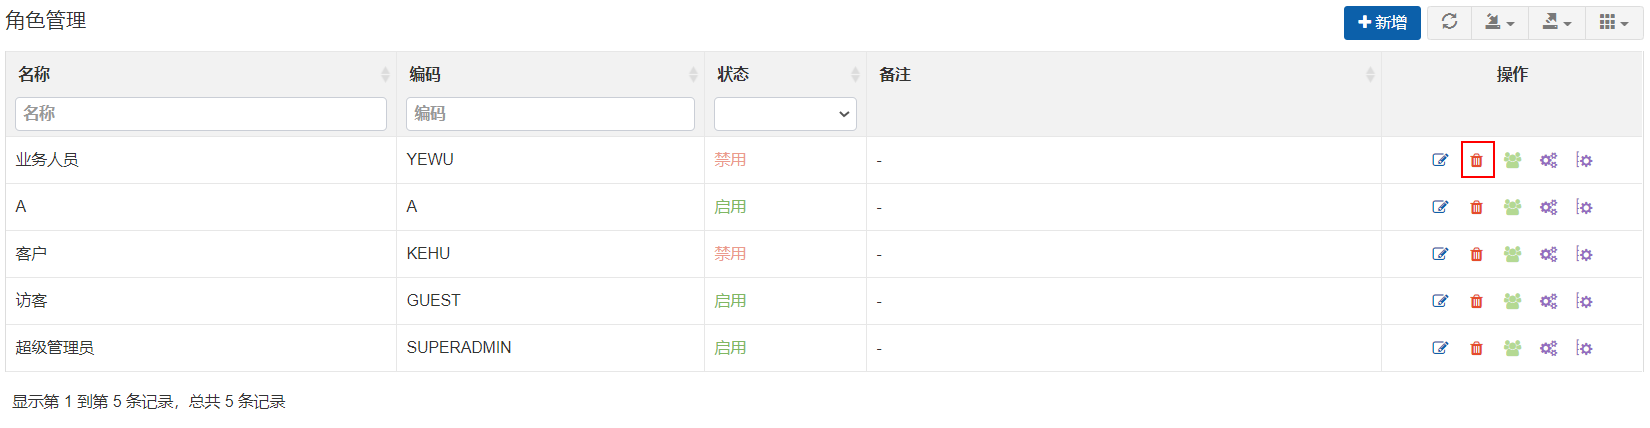 角色管理
新增
名称 编码 状态 备注 操作
名称 编码
业务人员 YEWU 禁用 -
A A 启用 -
客户 KEHU 禁用 -
访客 GUEST 启用 -
超级管理员 SUPERADMIN 启用 -
显示第 1 到第 5 条记录，总共 5 条记录